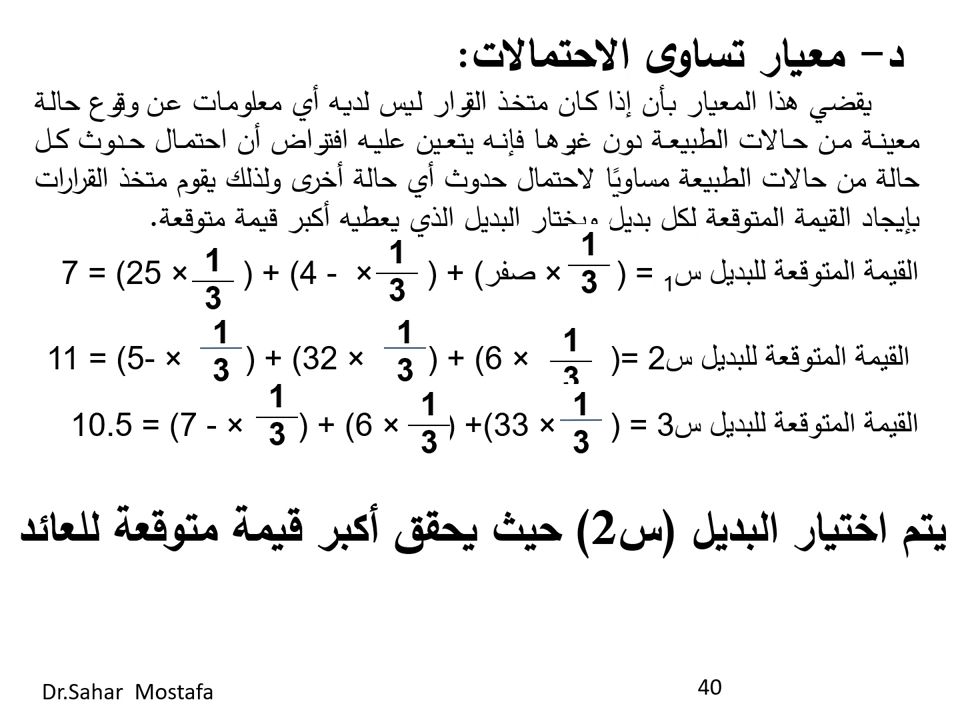 د- معيار تساوى الاحتمالات:
يقضي هذا المعيار بأن إذا كان متخذ القرار ليس لديه أي معلومات عن وقوع حالة
معينة من حالات الطبيعة دون غيرها فإنه يتعين عليه افتراض أن احتمال حدوث كل
حالة من حالات الطبيعة مساويًا لاحتمال حدوث أي حالة أخرى ولذلك يقوم متخذ القرارات
بإيجاد القيمة المتوقعة لكل بديل ويختار البديل الذي يعطيه أكبر قيمة متوقعة.
القيمة المتوقعة للبديل س1 = ( 1/3 × صفر) + ( 1/3 × - 4) + ( 1/3 × 25) = 7
القيمة المتوقعة للبديل س2 =( 1/3 × 6) + ( 1/3 × 32) + ( 1/3 × -5) = 11
القيمة المتوقعة للبديل س3 = ( 1/3 × 33)+ ( 1/3 × 6) + ( 1/3 × - 7) = 10.5
يتم اختيار البديل (س2) حيث يحقق أكبر قيمة متوقعة للعائد
Dr.Sahar Mostafa
40